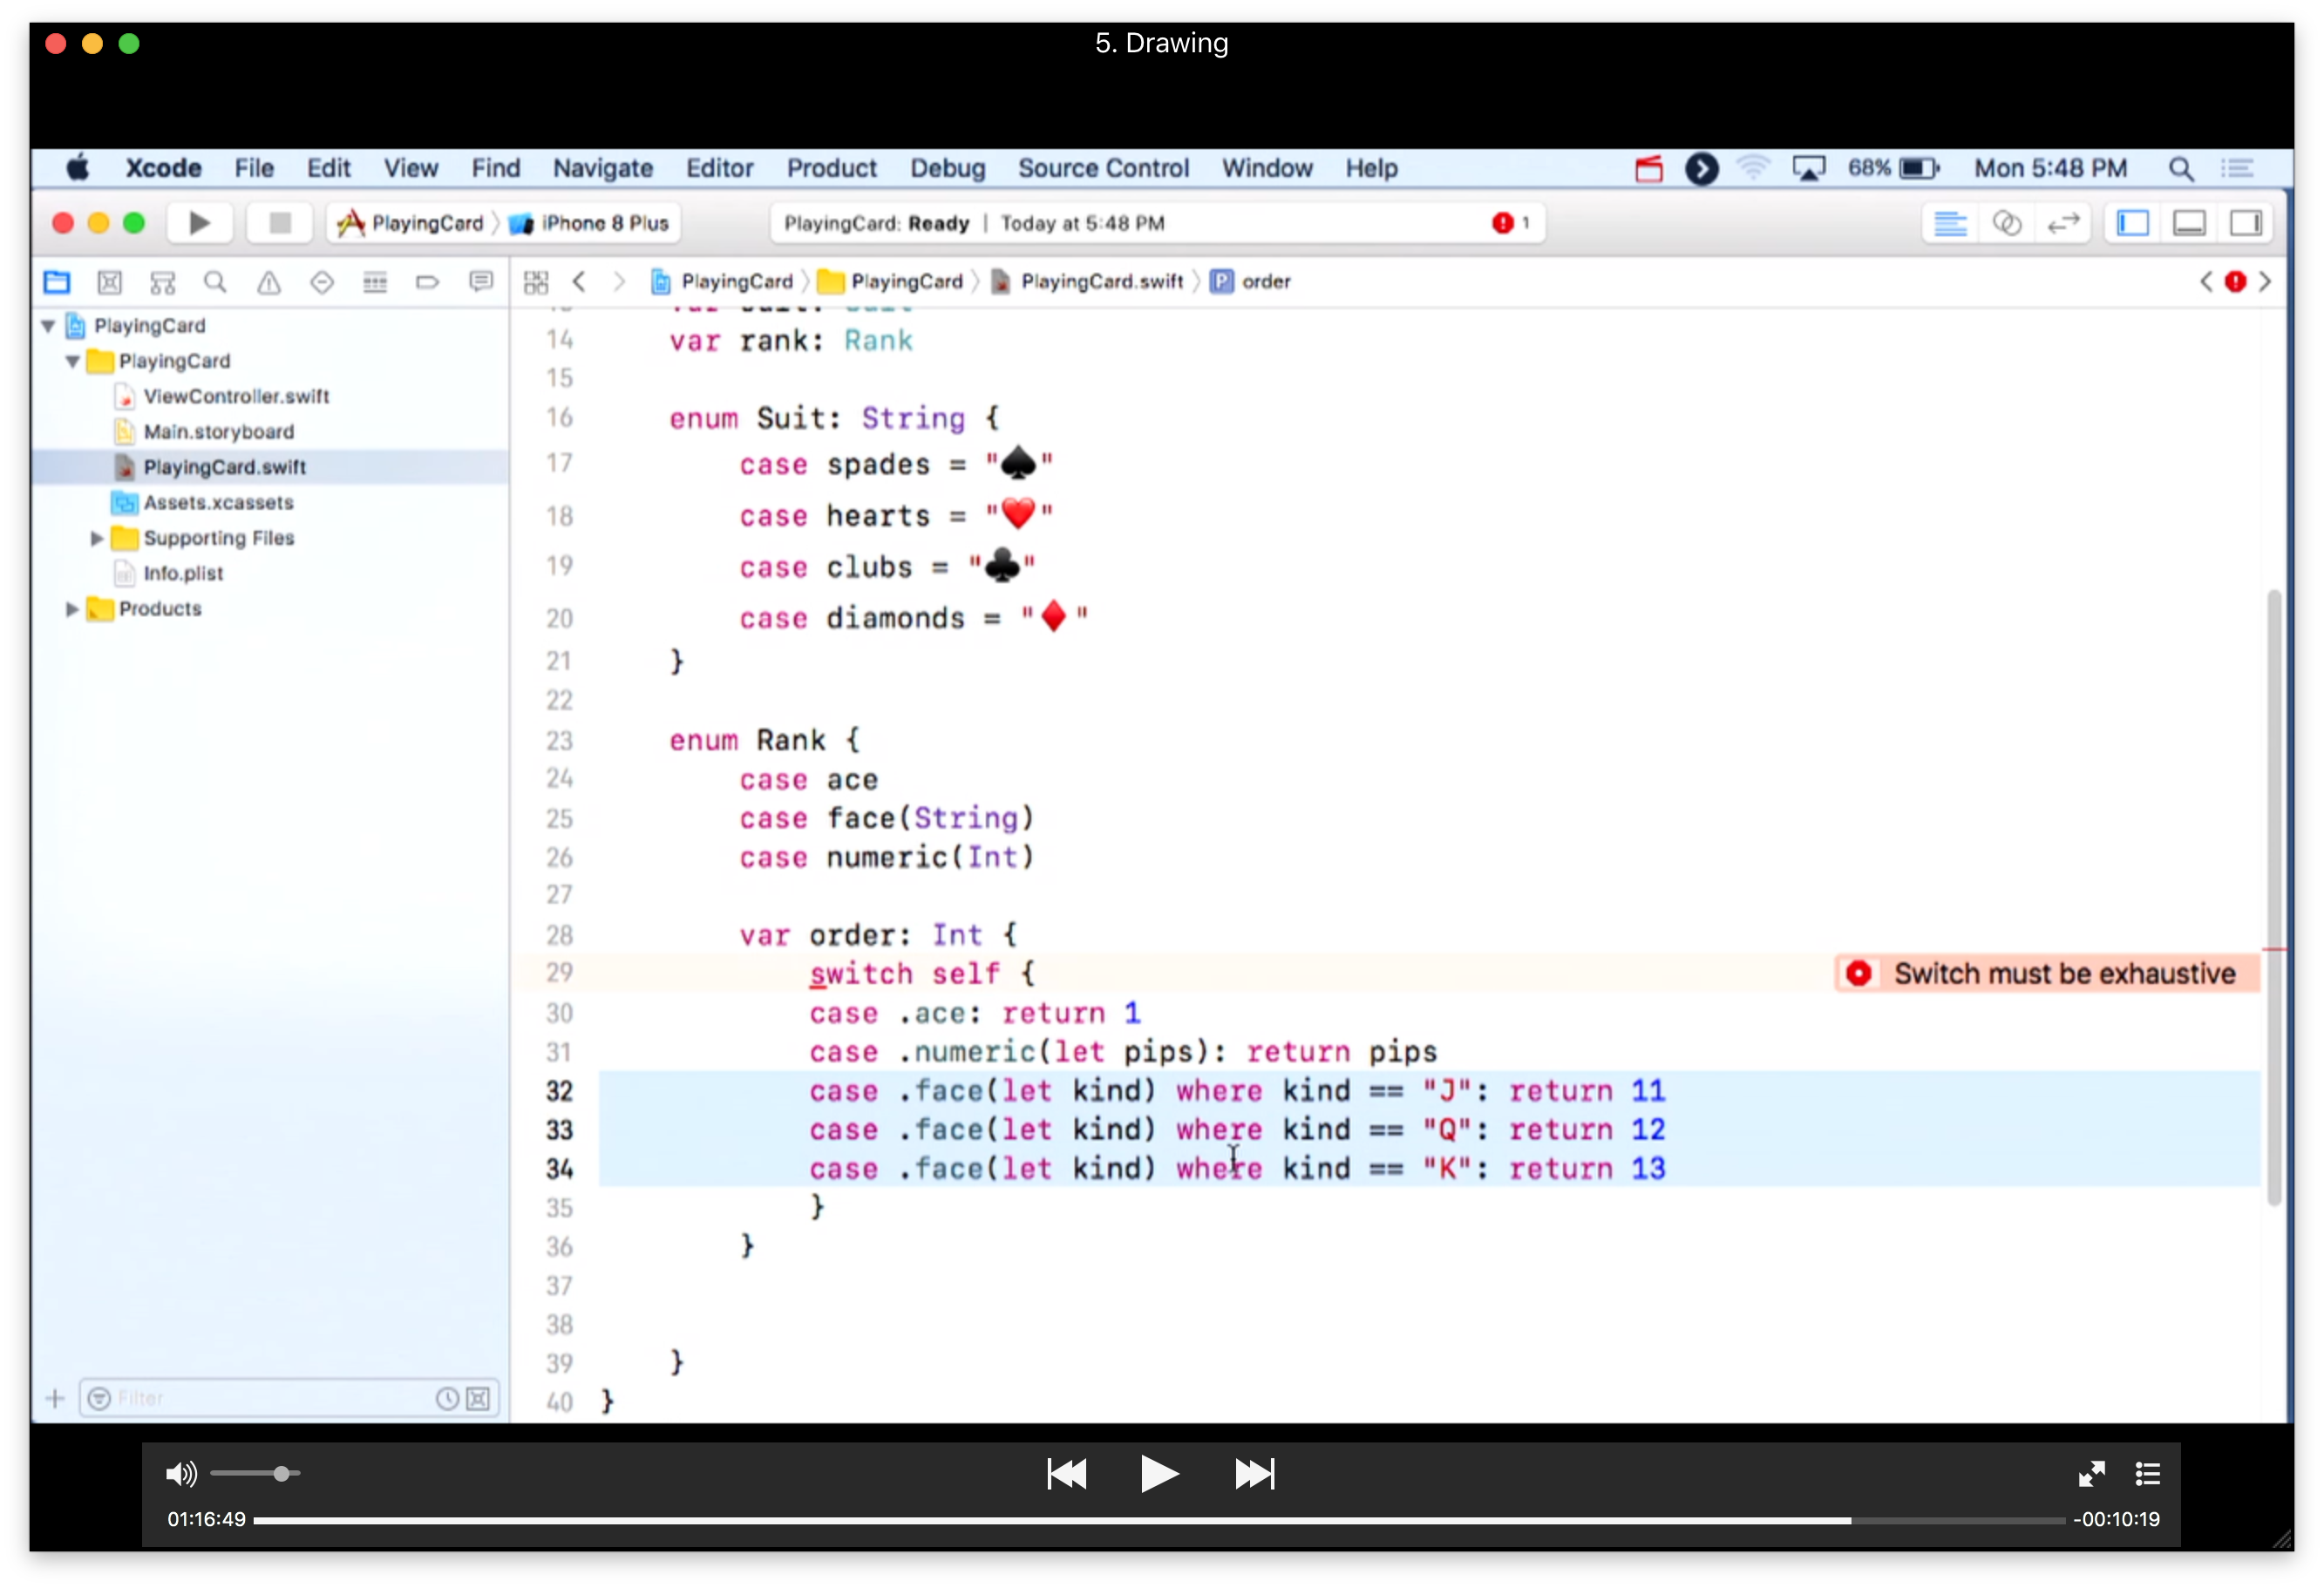 5. Drawing
Xcode File Edit View Find Navigate Editor Product Debug Source Control Window Help 68% Mon 5:48 PM
PlayingCard iPhone 8 Plus PlayingCard: Ready | Today at 5:48 PM 1
PlayingCard PlayingCard PlayingCard.swift P order
PlayingCard
PlayingCard
ViewController.swift
Main.storyboard
PlayingCard.swift
Assets.xcassets
Supporting Files
Info.plist
Products
Filter
14 var rank: Rank
15
16 enum Suit: String {
17 case spades = "♠️"
18 case hearts = "❤️"
19 case clubs = "♣️"
20 case diamonds = "♦️"
21 }
22
23 enum Rank {
24 case ace
25 case face(String)
26 case numeric(Int)
27
28 var order: Int {
29 switch self { Switch must be exhaustive
30 case .ace: return 1
31 case .numeric(let pips): return pips
32 case .face(let kind) where kind == "J": return 11
33 case .face(let kind) where kind == "Q": return 12
34 case .face(let kind) where kind == "K": return 13
35 }
36 }
37
38
39 }
40 }
01:16:49 -00:10:19